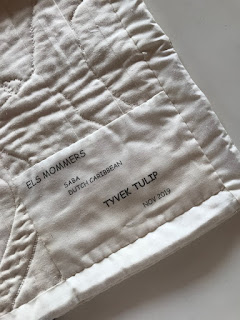 ELS MOMMERS
SABA
DUTCH CARIBBEAN
TYVEK TULIP
NOV 2019